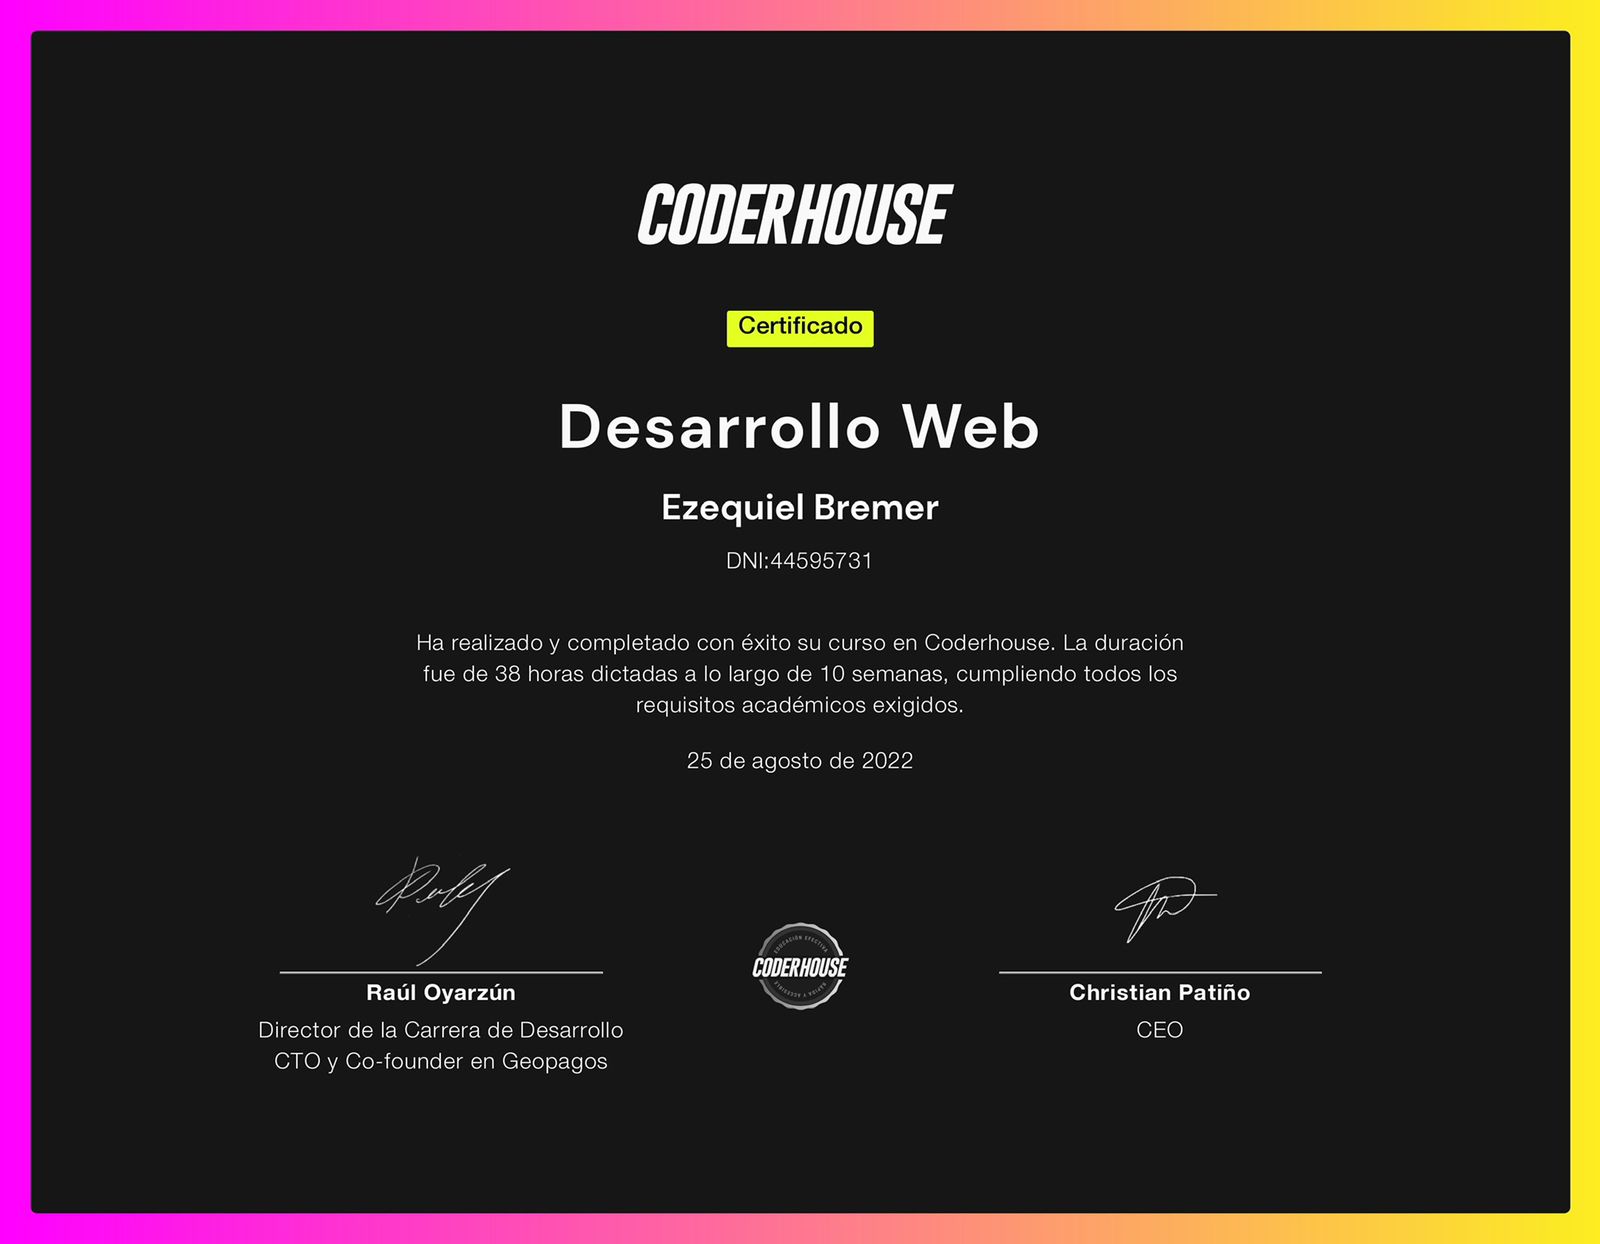 CODERHOUSE
Certificado
Desarrollo Web
Ezequiel Bremer
DNI:44595731
Ha realizado y completado con éxito su curso en Coderhouse. La duración
fue de 38 horas dictadas a lo largo de 10 semanas, cumpliendo todos los
requisitos académicos exigidos.
25 de agosto de 2022
EDUCACIÓN EFECTIVA
CODERHOUSE
RÁPIDA Y ACCESIBLE
Raúl Oyarzún
Director de la Carrera de Desarrollo
CTO y Co-founder en Geopagos
Christian Patiño
CEO